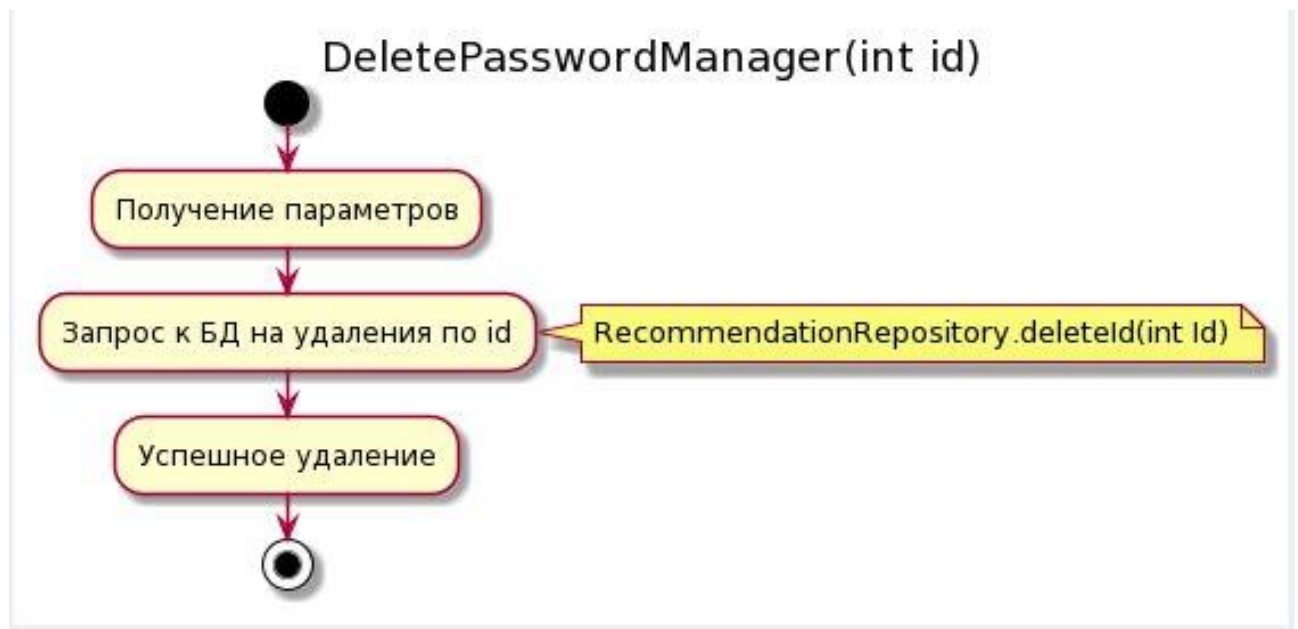 DeletePasswordManager(int id)
Получение параметров
Запрос к БД на удаления по id
RecommendationRepository.deleteId(int Id)
Успешное удаление